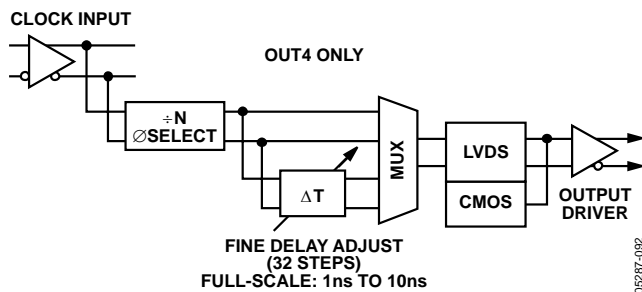 CLOCK INPUT
OUT4 ONLY
÷N
∅SELECT
MUX
LVDS
CMOS
ΔT
OUTPUT
DRIVER
FINE DELAY ADJUST
(32 STEPS)
FULL-SCALE: 1ns TO 10ns
05287-092